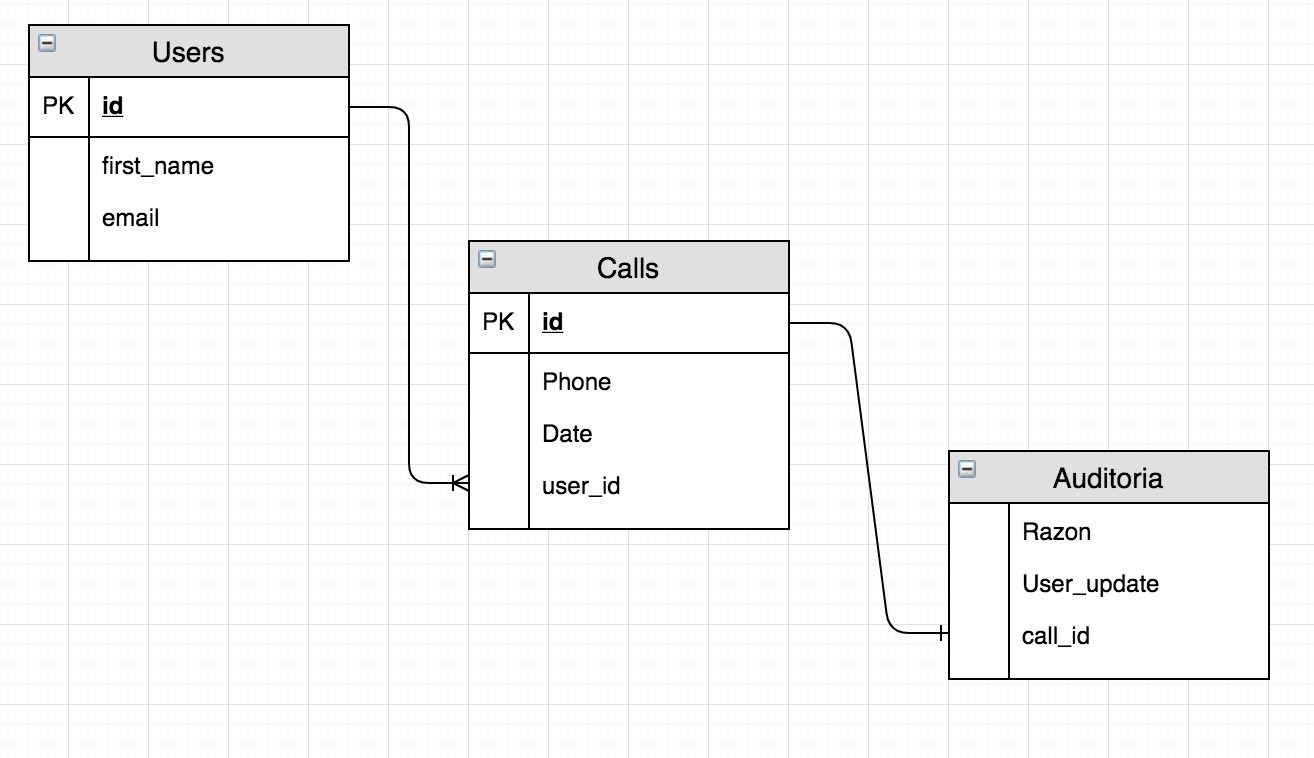 Users
PK id
first_name
email
Calls
PK id
Phone
Date
user_id
Auditoria
Razon
User_update
call_id